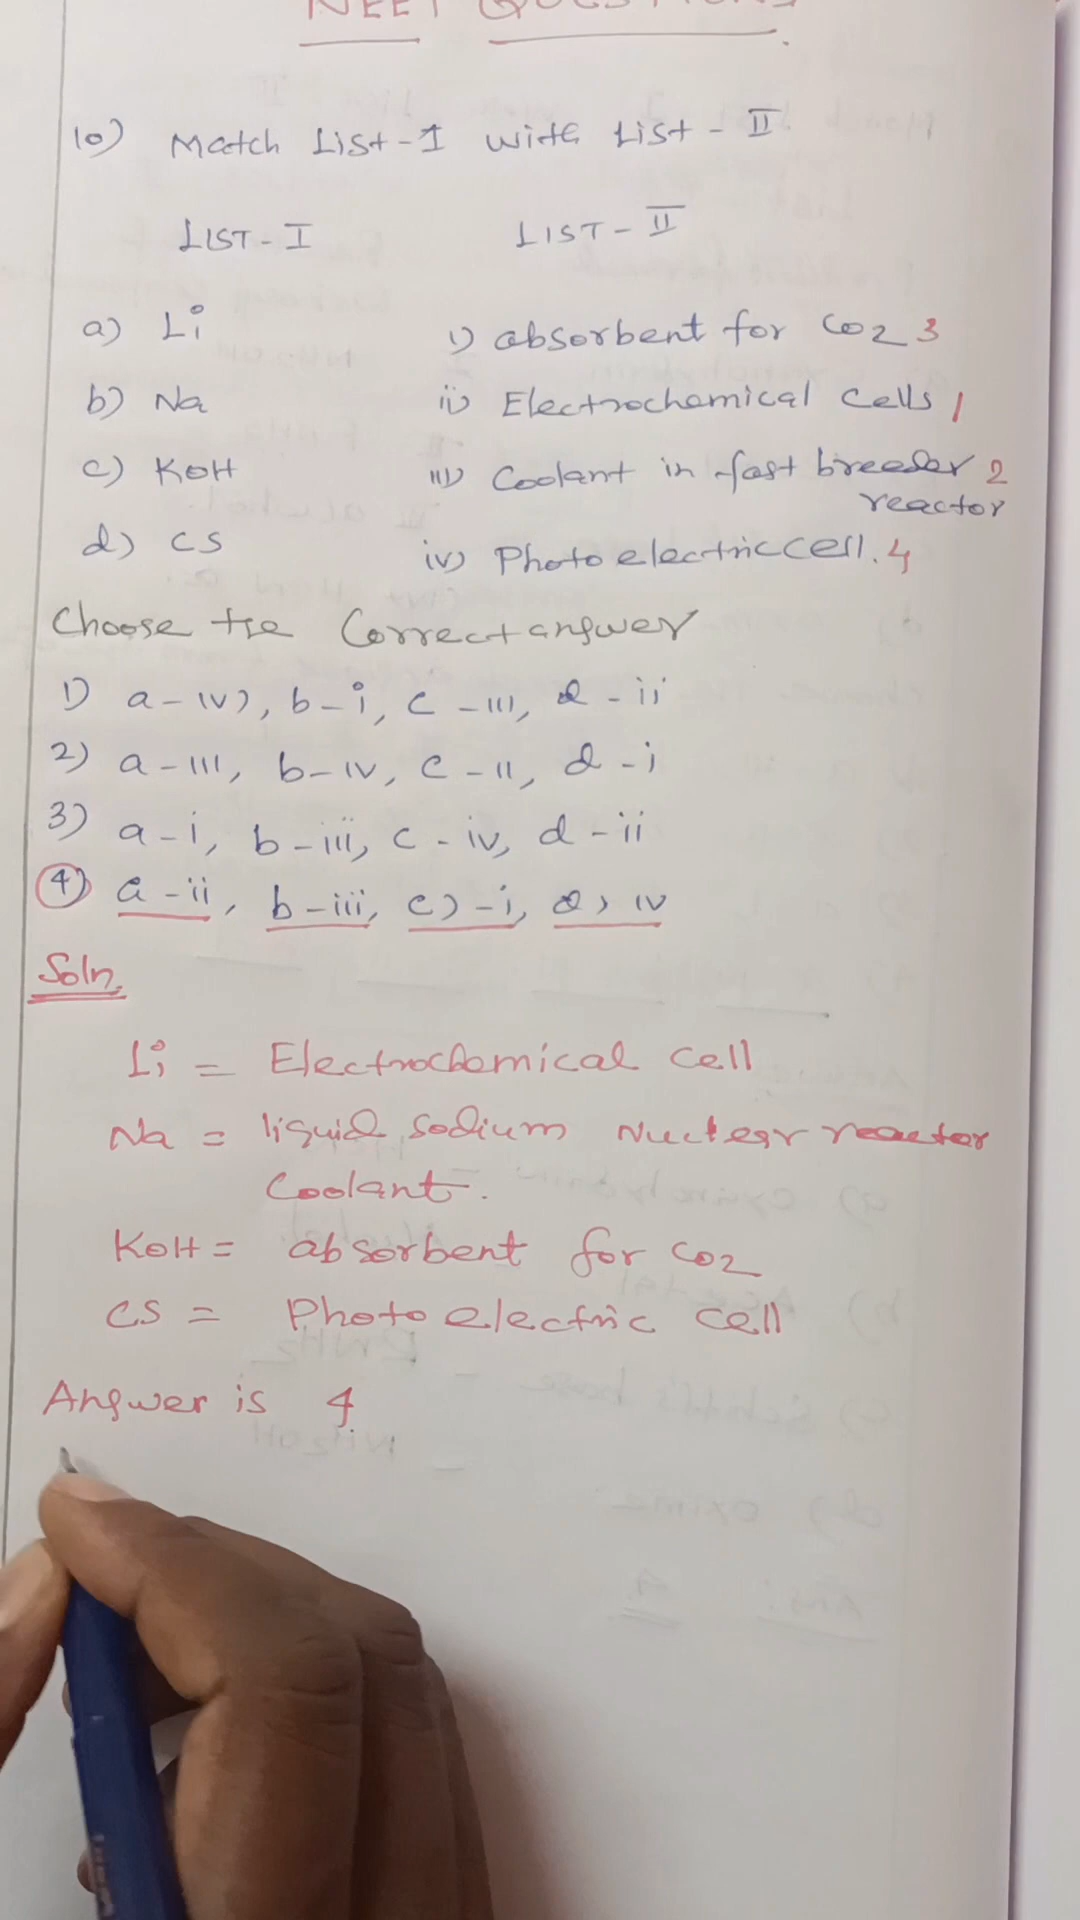 NEET QUESTIONS
10) Match List-I with List-II
LIST-I LIST-II
a) Li i) absorbent for CO2 3
b) Na ii) Electrochemical cells 1
c) KOH iii) Coolant in fast breeder 2
reactor
d) CS iv) Photo electric cell. 4
Choose the Correct answer
1) a-iv), b-i, c-iii, d-ii
2) a-iii, b-iv, c-ii, d-i
3) a-i, b-iii, c-iv, d-ii
4) a-ii, b-iii, c)-i, d) iv
Soln.
Li = Electrochemical cell
Na = liquid sodium Nuclear reactor
Coolant.
KOH = absorbent for CO2
CS = Photo electric cell
Answer is 4